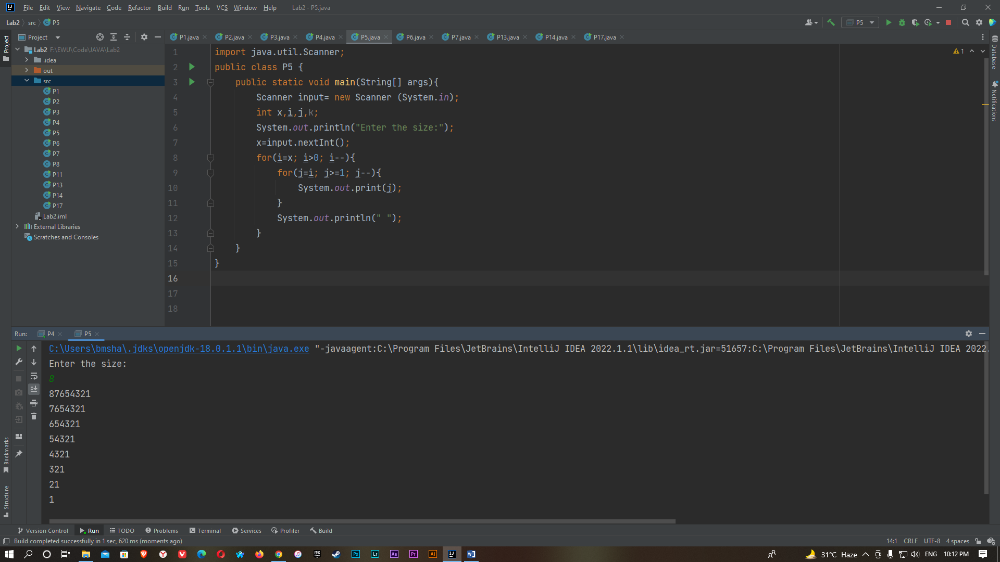 File Edit View Navigate Code Refactor Build Run Tools VCS Window Help Lab2 - P5.java
Lab2 src P5
P5
Project
P1.java P2.java P3.java P4.java P5.java P6.java P7.java P13.java P14.java P17.java
Project
Lab2 F:\EWU\Code\JAVA\Lab2
.idea
out
src
P1
P2
P3
P4
P5
P6
P7
P8
P11
P13
P14
P17
Lab2.iml
External Libraries
Scratches and Consoles
1 import java.util.Scanner;
2 public class P5 {
3 public static void main(String[] args){
4 Scanner input= new Scanner (System.in);
5 int x,i,j,k;
6 System.out.println("Enter the size:");
7 x=input.nextInt();
8 for(i=x; i>0; i--){
9 for(j=i; j>=1; j--){
10 System.out.print(j);
11 }
12 System.out.println(" ");
13 }
14 }
15 }
16
17
18
1
Database
Notifications
Run: P4 P5
C:\Users\bmsha\.jdks\openjdk-18.0.1.1\bin\java.exe "-javaagent:C:\Program Files\JetBrains\IntelliJ IDEA 2022.1.1\lib\idea_rt.jar=51657:C:\Program Files\JetBrains\IntelliJ IDEA 2022.
Enter the size:
8
87654321
7654321
654321
54321
4321
321
21
1
Bookmarks
Structure
Version Control Run TODO Problems Terminal Services Profiler Build
Build completed successfully in 1 sec, 620 ms (moments ago)
14:1 CRLF UTF-8 4 spaces
EPIC Ps Lr Ae Pr Ai IJ W
31°C Haze ENG 10:12 PM